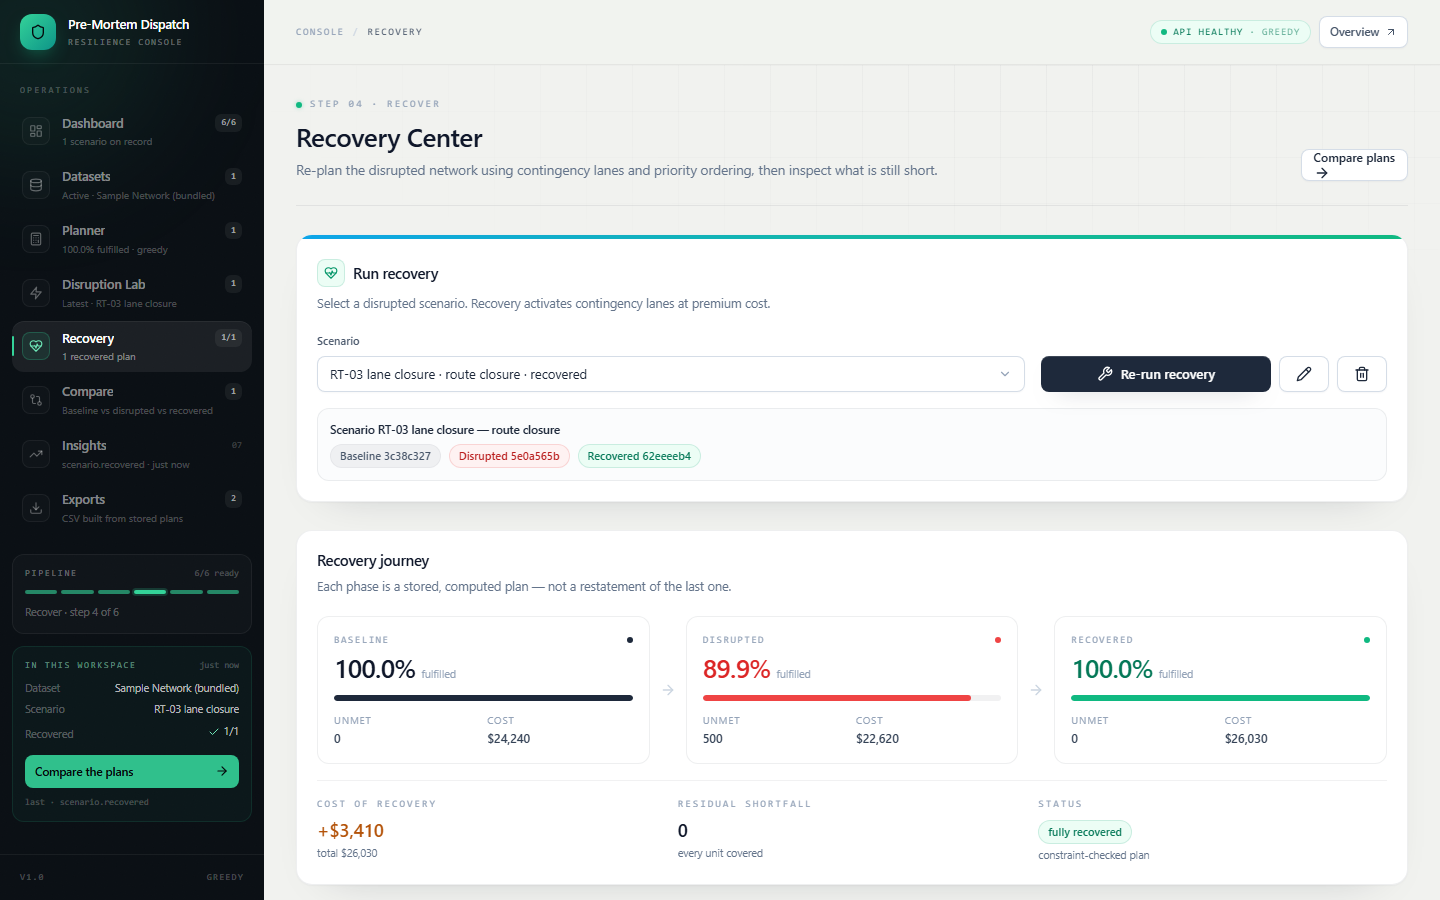 Pre-Mortem Dispatch
RESILIENCE CONSOLE
OPERATIONS
Dashboard
6/6
1 scenario on record
Datasets
1
Active · Sample Network (bundled)
Planner
1
100.0% fulfilled · greedy
Disruption Lab
1
Latest · RT-03 lane closure
Recovery
1/1
1 recovered plan
Compare
1
Baseline vs disrupted vs recovered
Insights
07
scenario.recovered · just now
Exports
2
CSV built from stored plans
PIPELINE
6/6 ready
Recover · step 4 of 6
IN THIS WORKSPACE
just now
Dataset
Sample Network (bundled)
Scenario
RT-03 lane closure
Recovered
1/1
Compare the plans
last · scenario.recovered
V1.0
GREEDY
CONSOLE / RECOVERY
API HEALTHY · GREEDY
Overview
STEP 04 · RECOVER
Recovery Center
Re-plan the disrupted network using contingency lanes and priority ordering, then inspect what is still short.
Compare plans
Run recovery
Select a disrupted scenario. Recovery activates contingency lanes at premium cost.
Scenario
RT-03 lane closure · route closure · recovered
Re-run recovery
Scenario RT-03 lane closure — route closure
Baseline 3c38c327
Disrupted 5e0a565b
Recovered 62eeeeb4
Recovery journey
Each phase is a stored, computed plan — not a restatement of the last one.
BASELINE
100.0% fulfilled
UNMET
COST
0
$24,240
DISRUPTED
89.9% fulfilled
UNMET
COST
500
$22,620
RECOVERED
100.0% fulfilled
UNMET
COST
0
$26,030
COST OF RECOVERY
+$3,410
total $26,030
RESIDUAL SHORTFALL
0
every unit covered
STATUS
fully recovered
constraint-checked plan